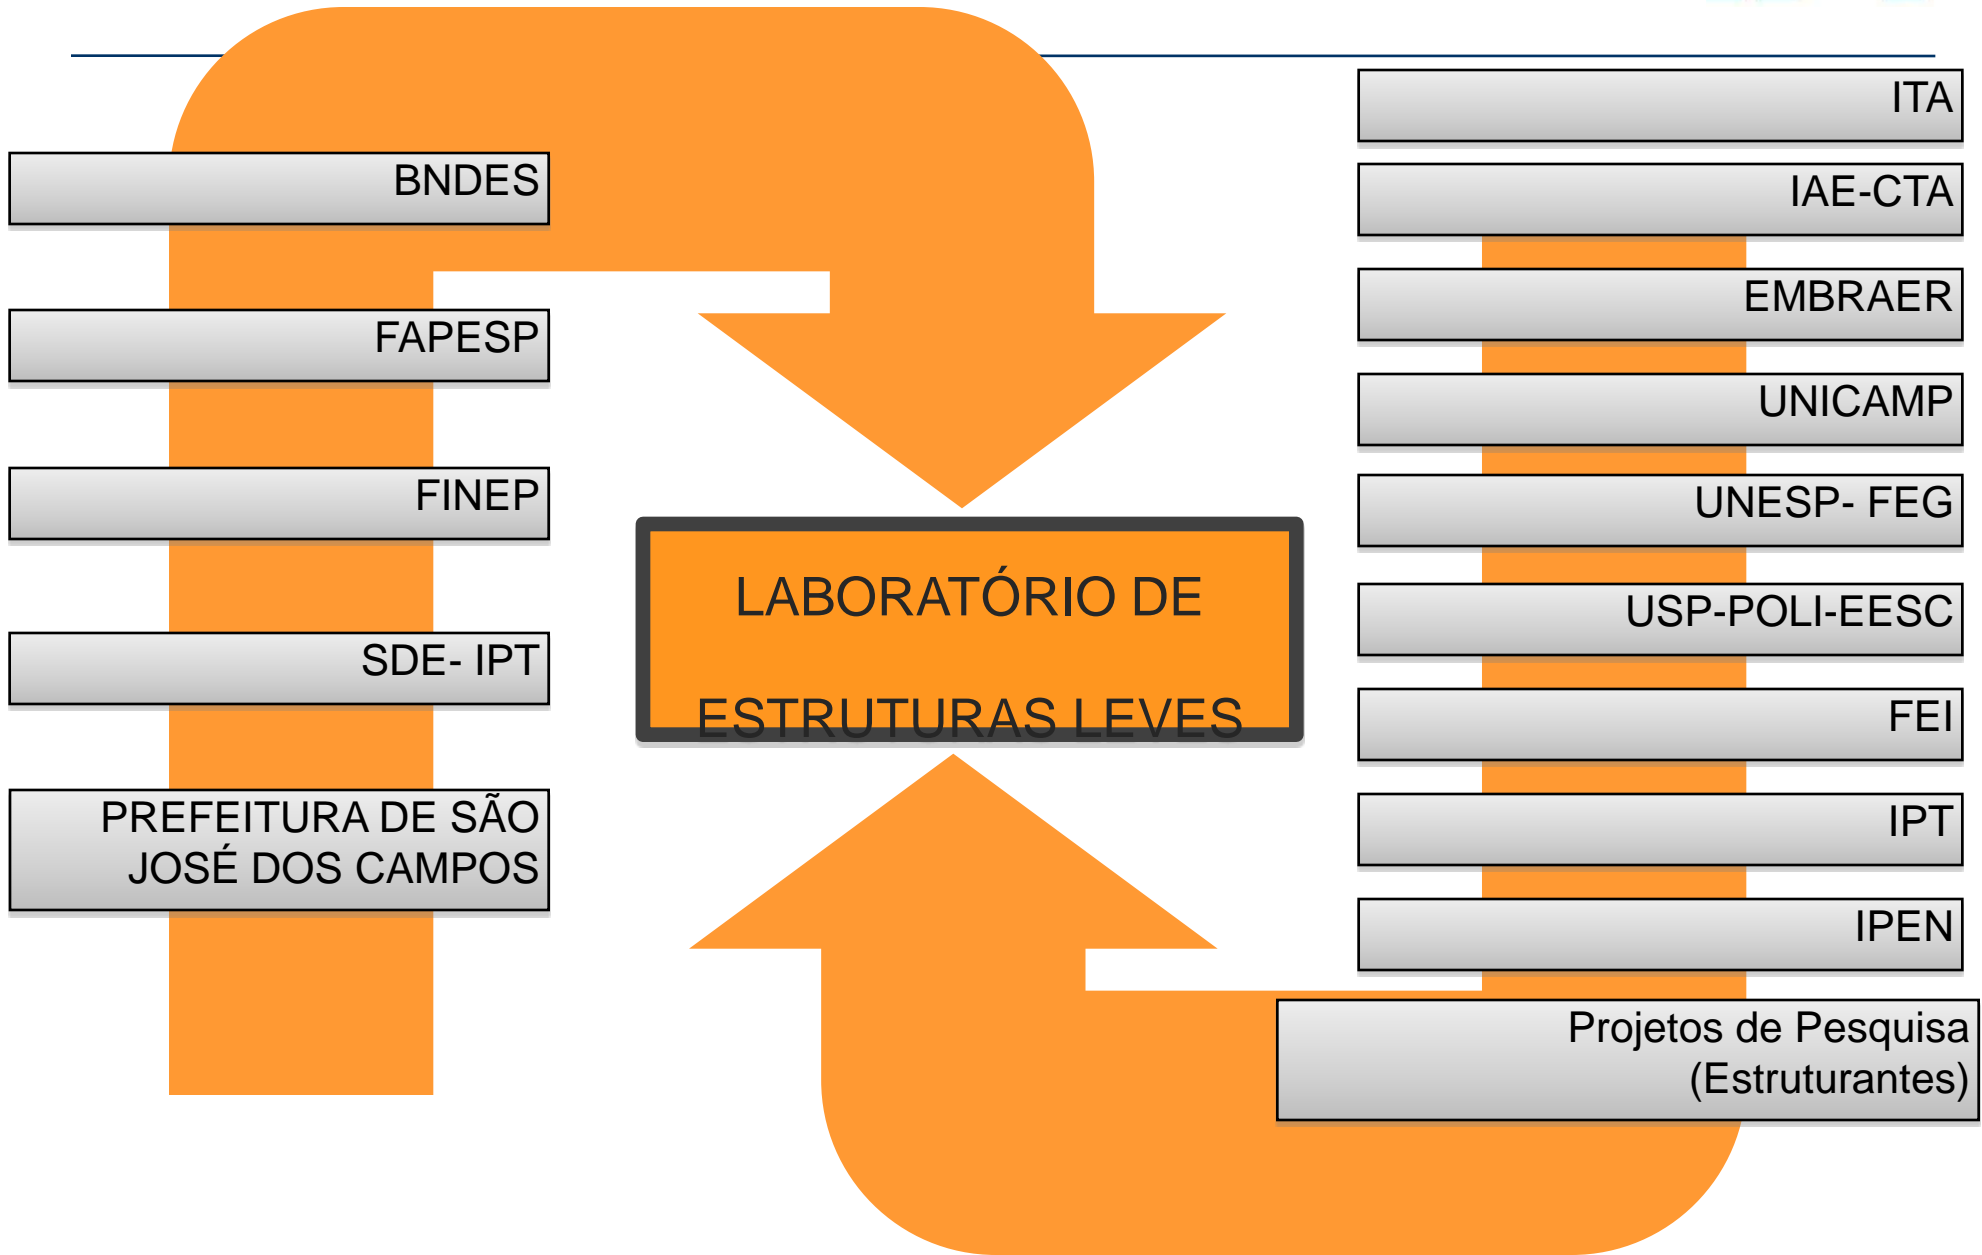 BNDES
FAPESP
FINEP
SDE- IPT
PREFEITURA DE SÃO
JOSÉ DOS CAMPOS
LABORATÓRIO DE
ESTRUTURAS LEVES
ITA
IAE-CTA
EMBRAER
UNICAMP
UNESP- FEG
USP-POLI-EESC
FEI
IPT
IPEN
Projetos de Pesquisa
(Estruturantes)